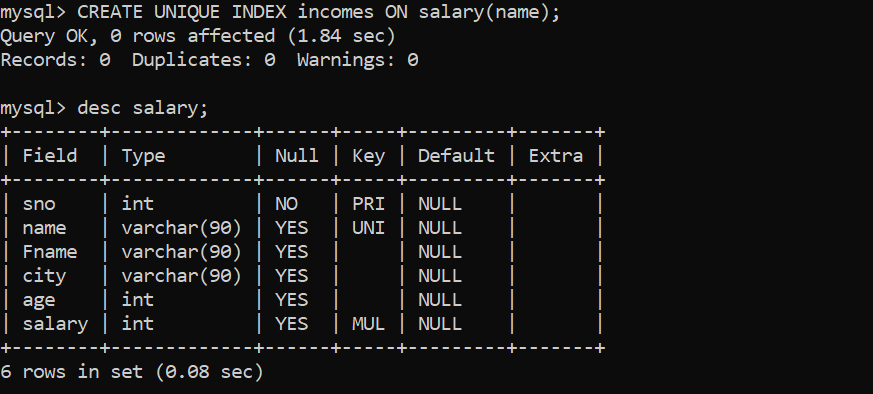 mysql> CREATE UNIQUE INDEX incomes ON salary(name);
Query OK, 0 rows affected (1.84 sec)
Records: 0  Duplicates: 0  Warnings: 0

mysql> desc salary;
+--------+-------------+------+-----+---------+-------+
| Field  | Type        | Null | Key | Default | Extra |
+--------+-------------+------+-----+---------+-------+
| sno    | int         | NO   | PRI | NULL    |       |
| name   | varchar(90) | YES  | UNI | NULL    |       |
| Fname  | varchar(90) | YES  |     | NULL    |       |
| city   | varchar(90) | YES  |     | NULL    |       |
| age    | int         | YES  |     | NULL    |       |
| salary | int         | YES  | MUL | NULL    |       |
+--------+-------------+------+-----+---------+-------+
6 rows in set (0.08 sec)